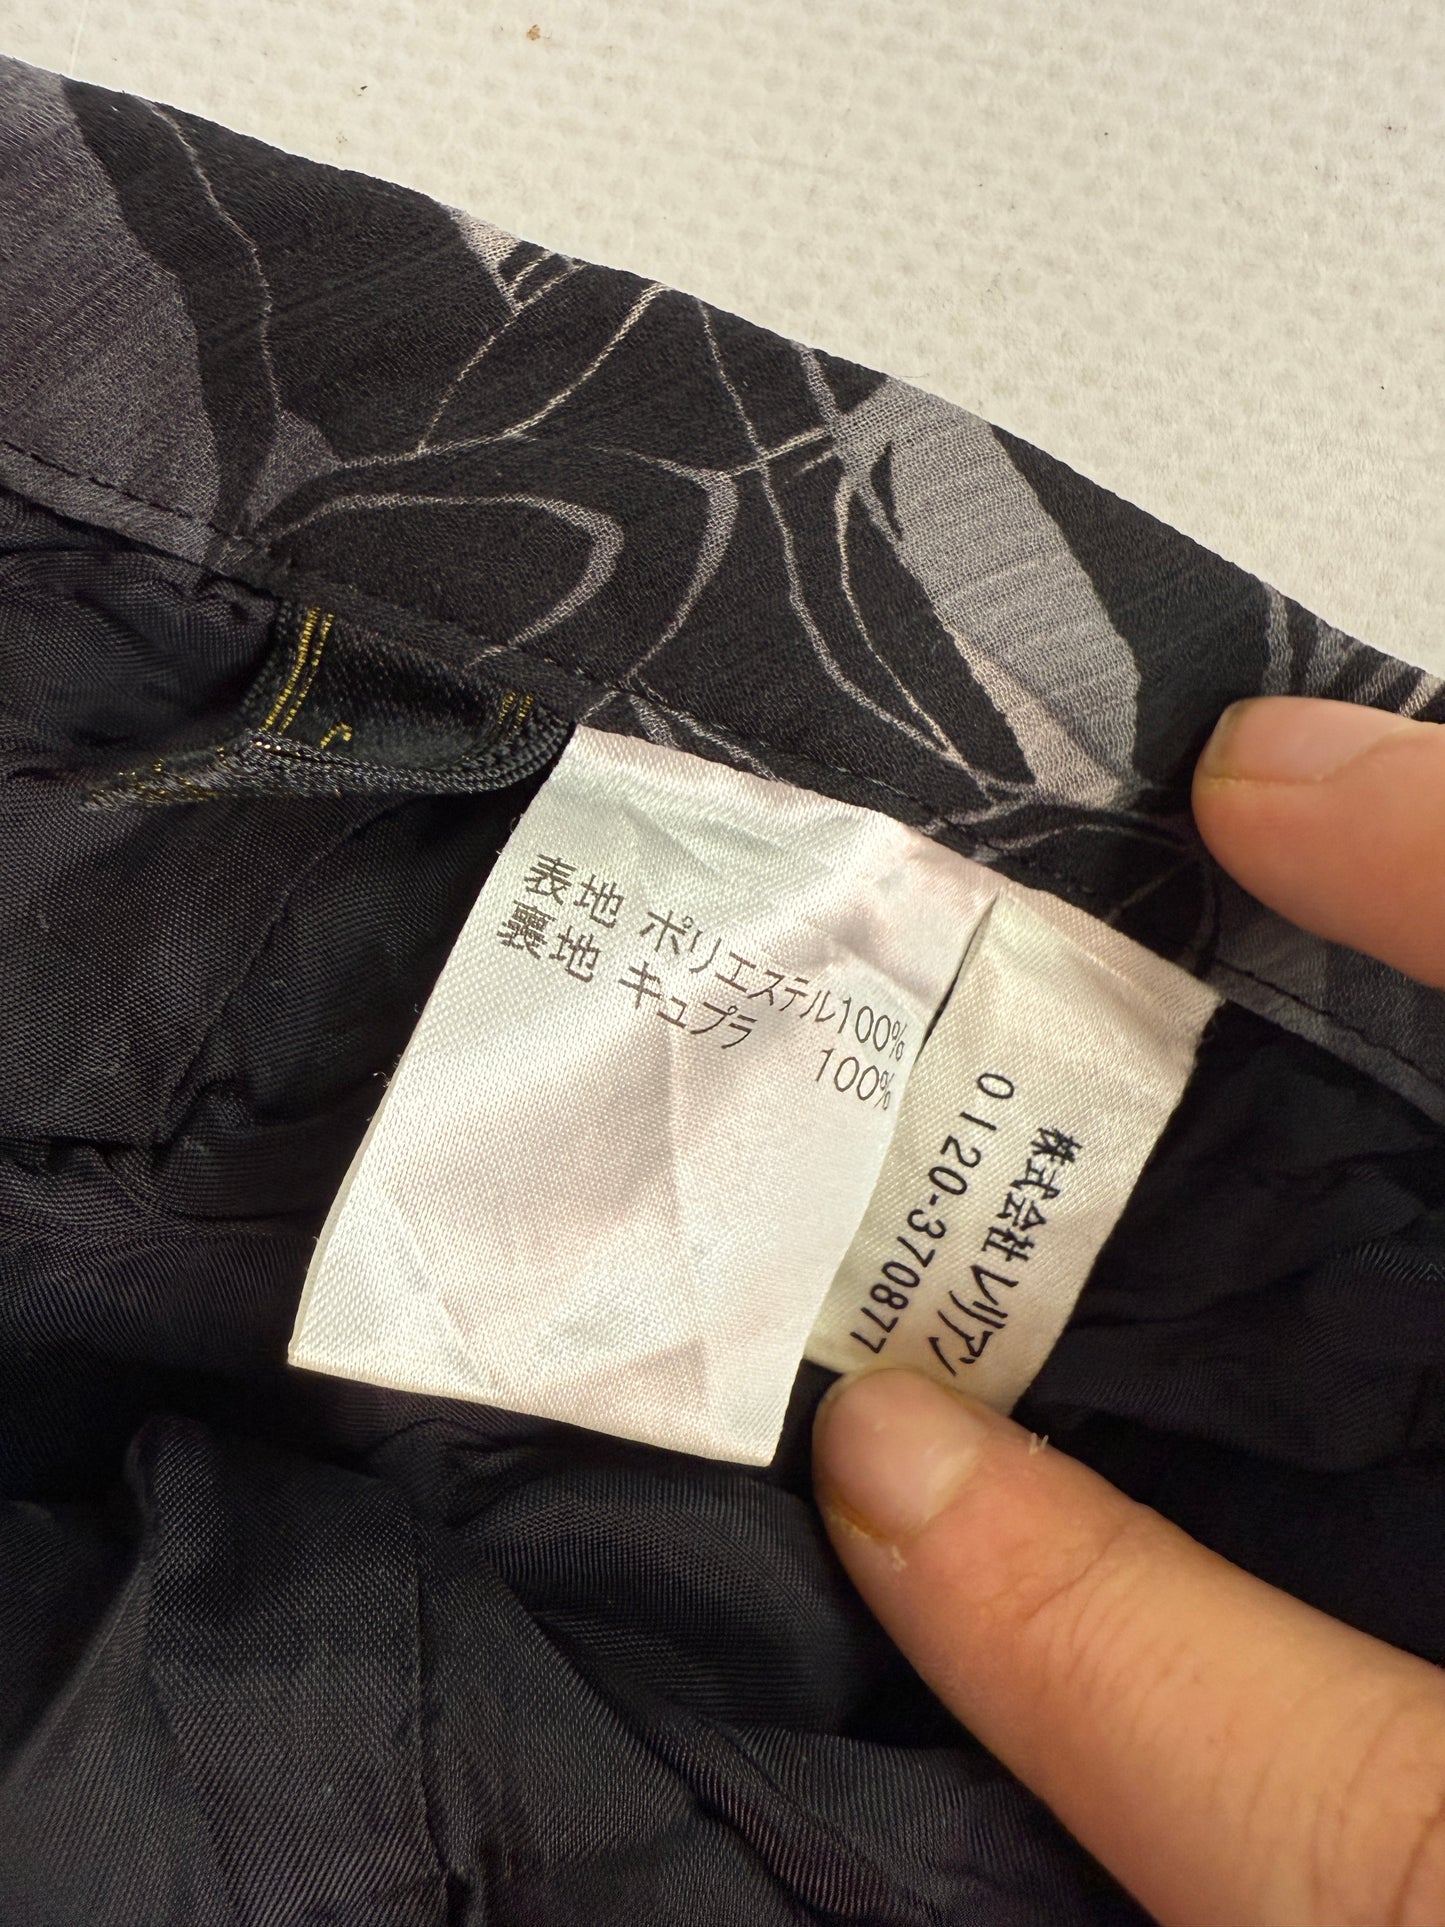 表地 ポリエステル100%
裏地 キュプラ 100%
株式会社レリアン
0120-370877